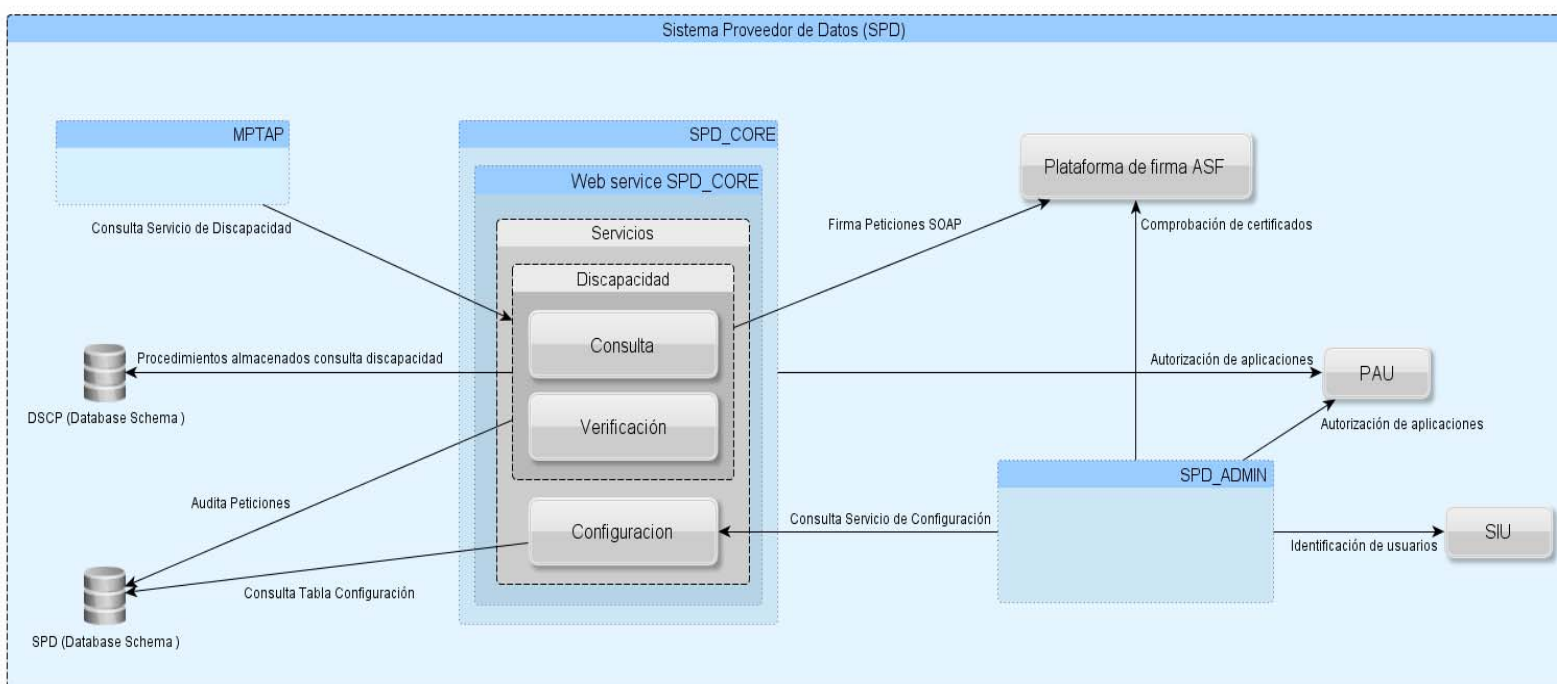 Sistema Proveedor de Datos (SPD)
MPTAP
SPD_CORE
Web service SPD_CORE
Plataforma de firma ASF
Consulta Servicio de Discapacidad
Servicios
Firma Peticiones SOAP
Comprobación de certificados
Discapacidad
Consulta
Procedimientos almacenados consulta discapacidad
Autorización de aplicaciones
PAU
DSCP (Database Schema )
Verificación
Autorización de aplicaciones
SPD_ADMIN
Audita Peticiones
Configuracion
Consulta Servicio de Configuración
SIU
Identificación de usuarios
Consulta Tabla Configuración
SPD (Database Schema )